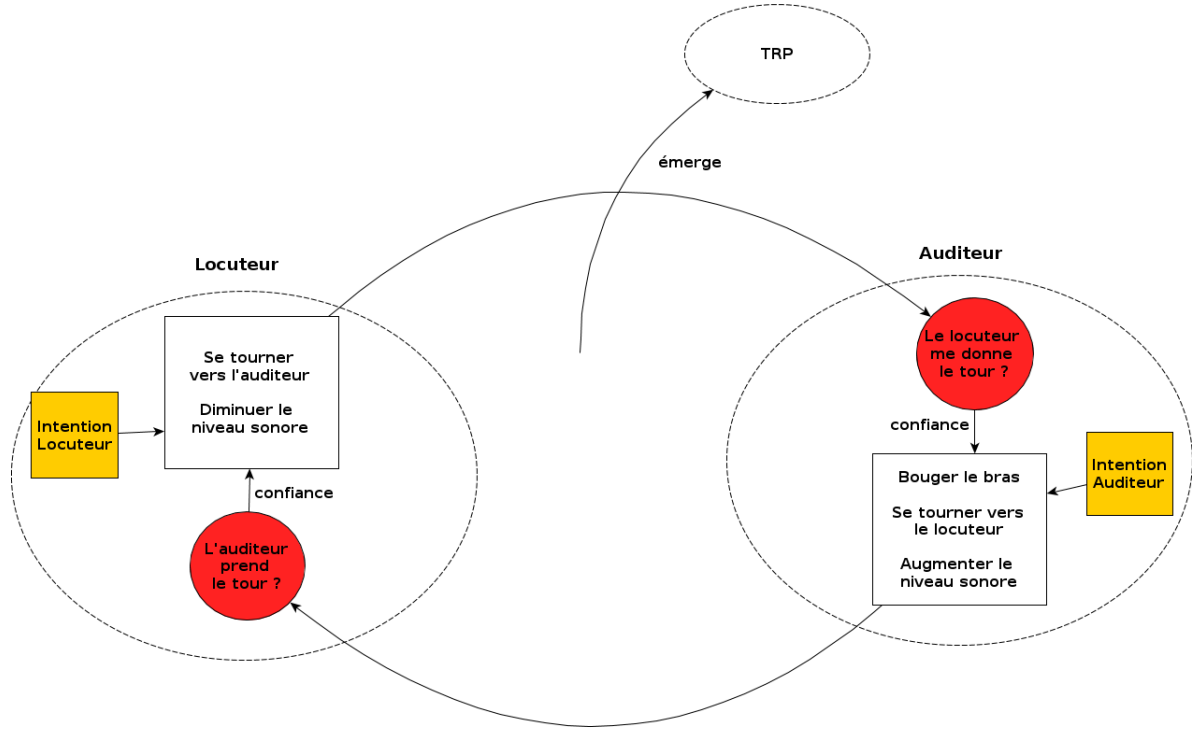 TRP
émerge
Locuteur
Auditeur
Se tourner
vers l'auditeur
Diminuer le
niveau sonore
Intention
Locuteur
confiance
L'auditeur
prend
le tour ?
Le locuteur
me donne
le tour ?
confiance
Bouger le bras
Se tourner vers
le locuteur
Augmenter le
niveau sonore
Intention
Auditeur